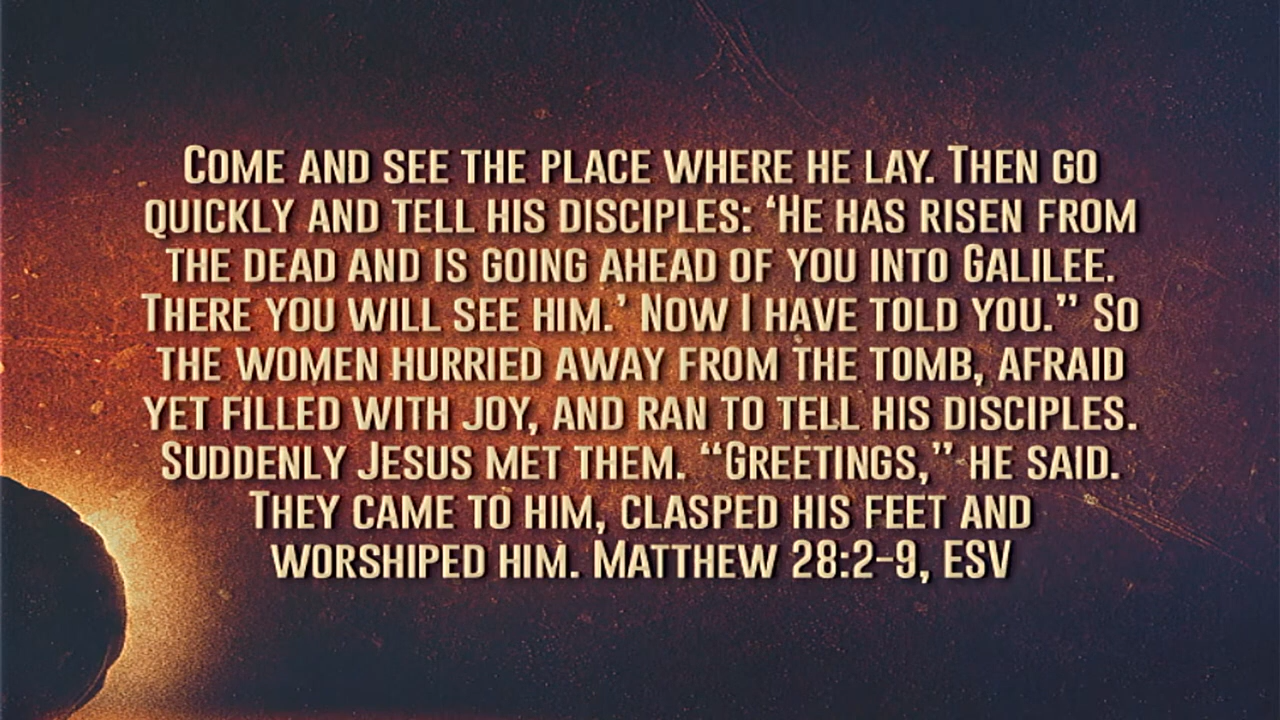 Come and see the place where he lay. Then go
quickly and tell his disciples: ‘He has risen from
the dead and is going ahead of you into Galilee.
There you will see him.’ Now I have told you.” So
the women hurried away from the tomb, afraid
yet filled with joy, and ran to tell his disciples.
Suddenly Jesus met them. “Greetings,” he said.
They came to him, clasped his feet and
worshiped him. Matthew 28:2-9, ESV